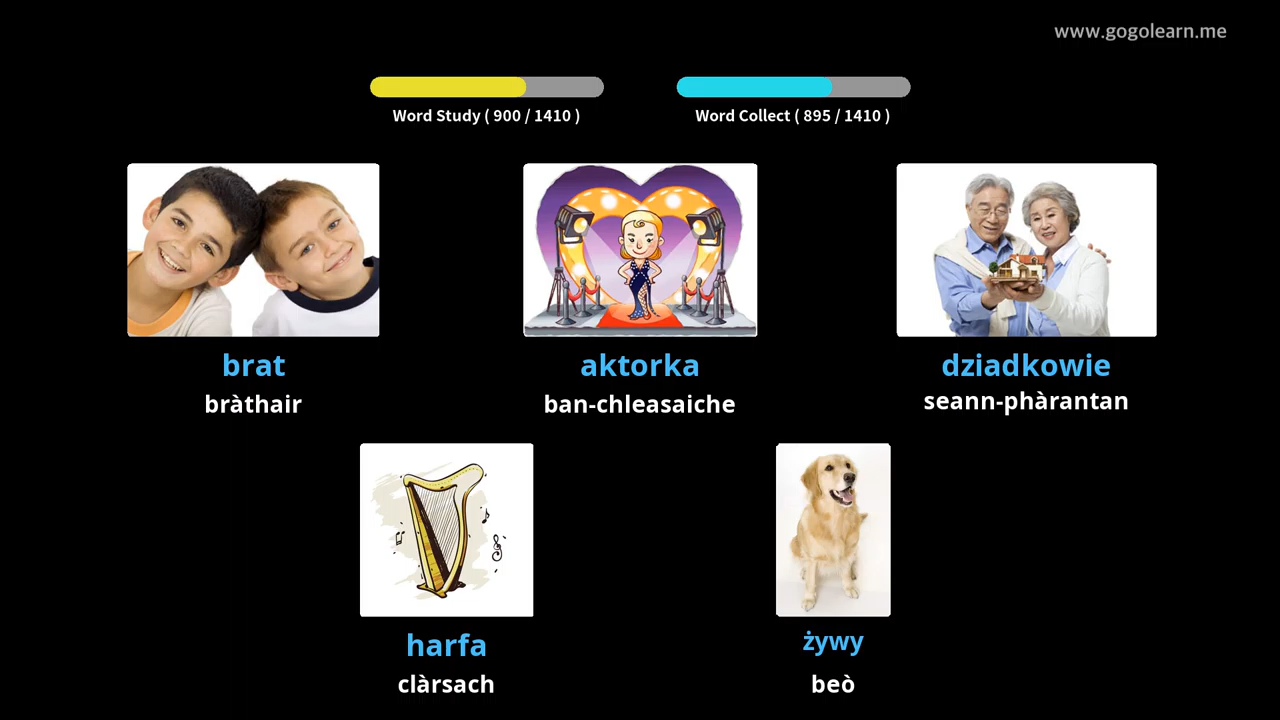 www.gogolearn.me
Word Study ( 900 / 1410 )
Word Collect ( 895 / 1410 )
brat
bràthair
aktorka
ban-chleasaiche
dziadkowie
seann-phàrantan
harfa
clàrsach
żywy
beò